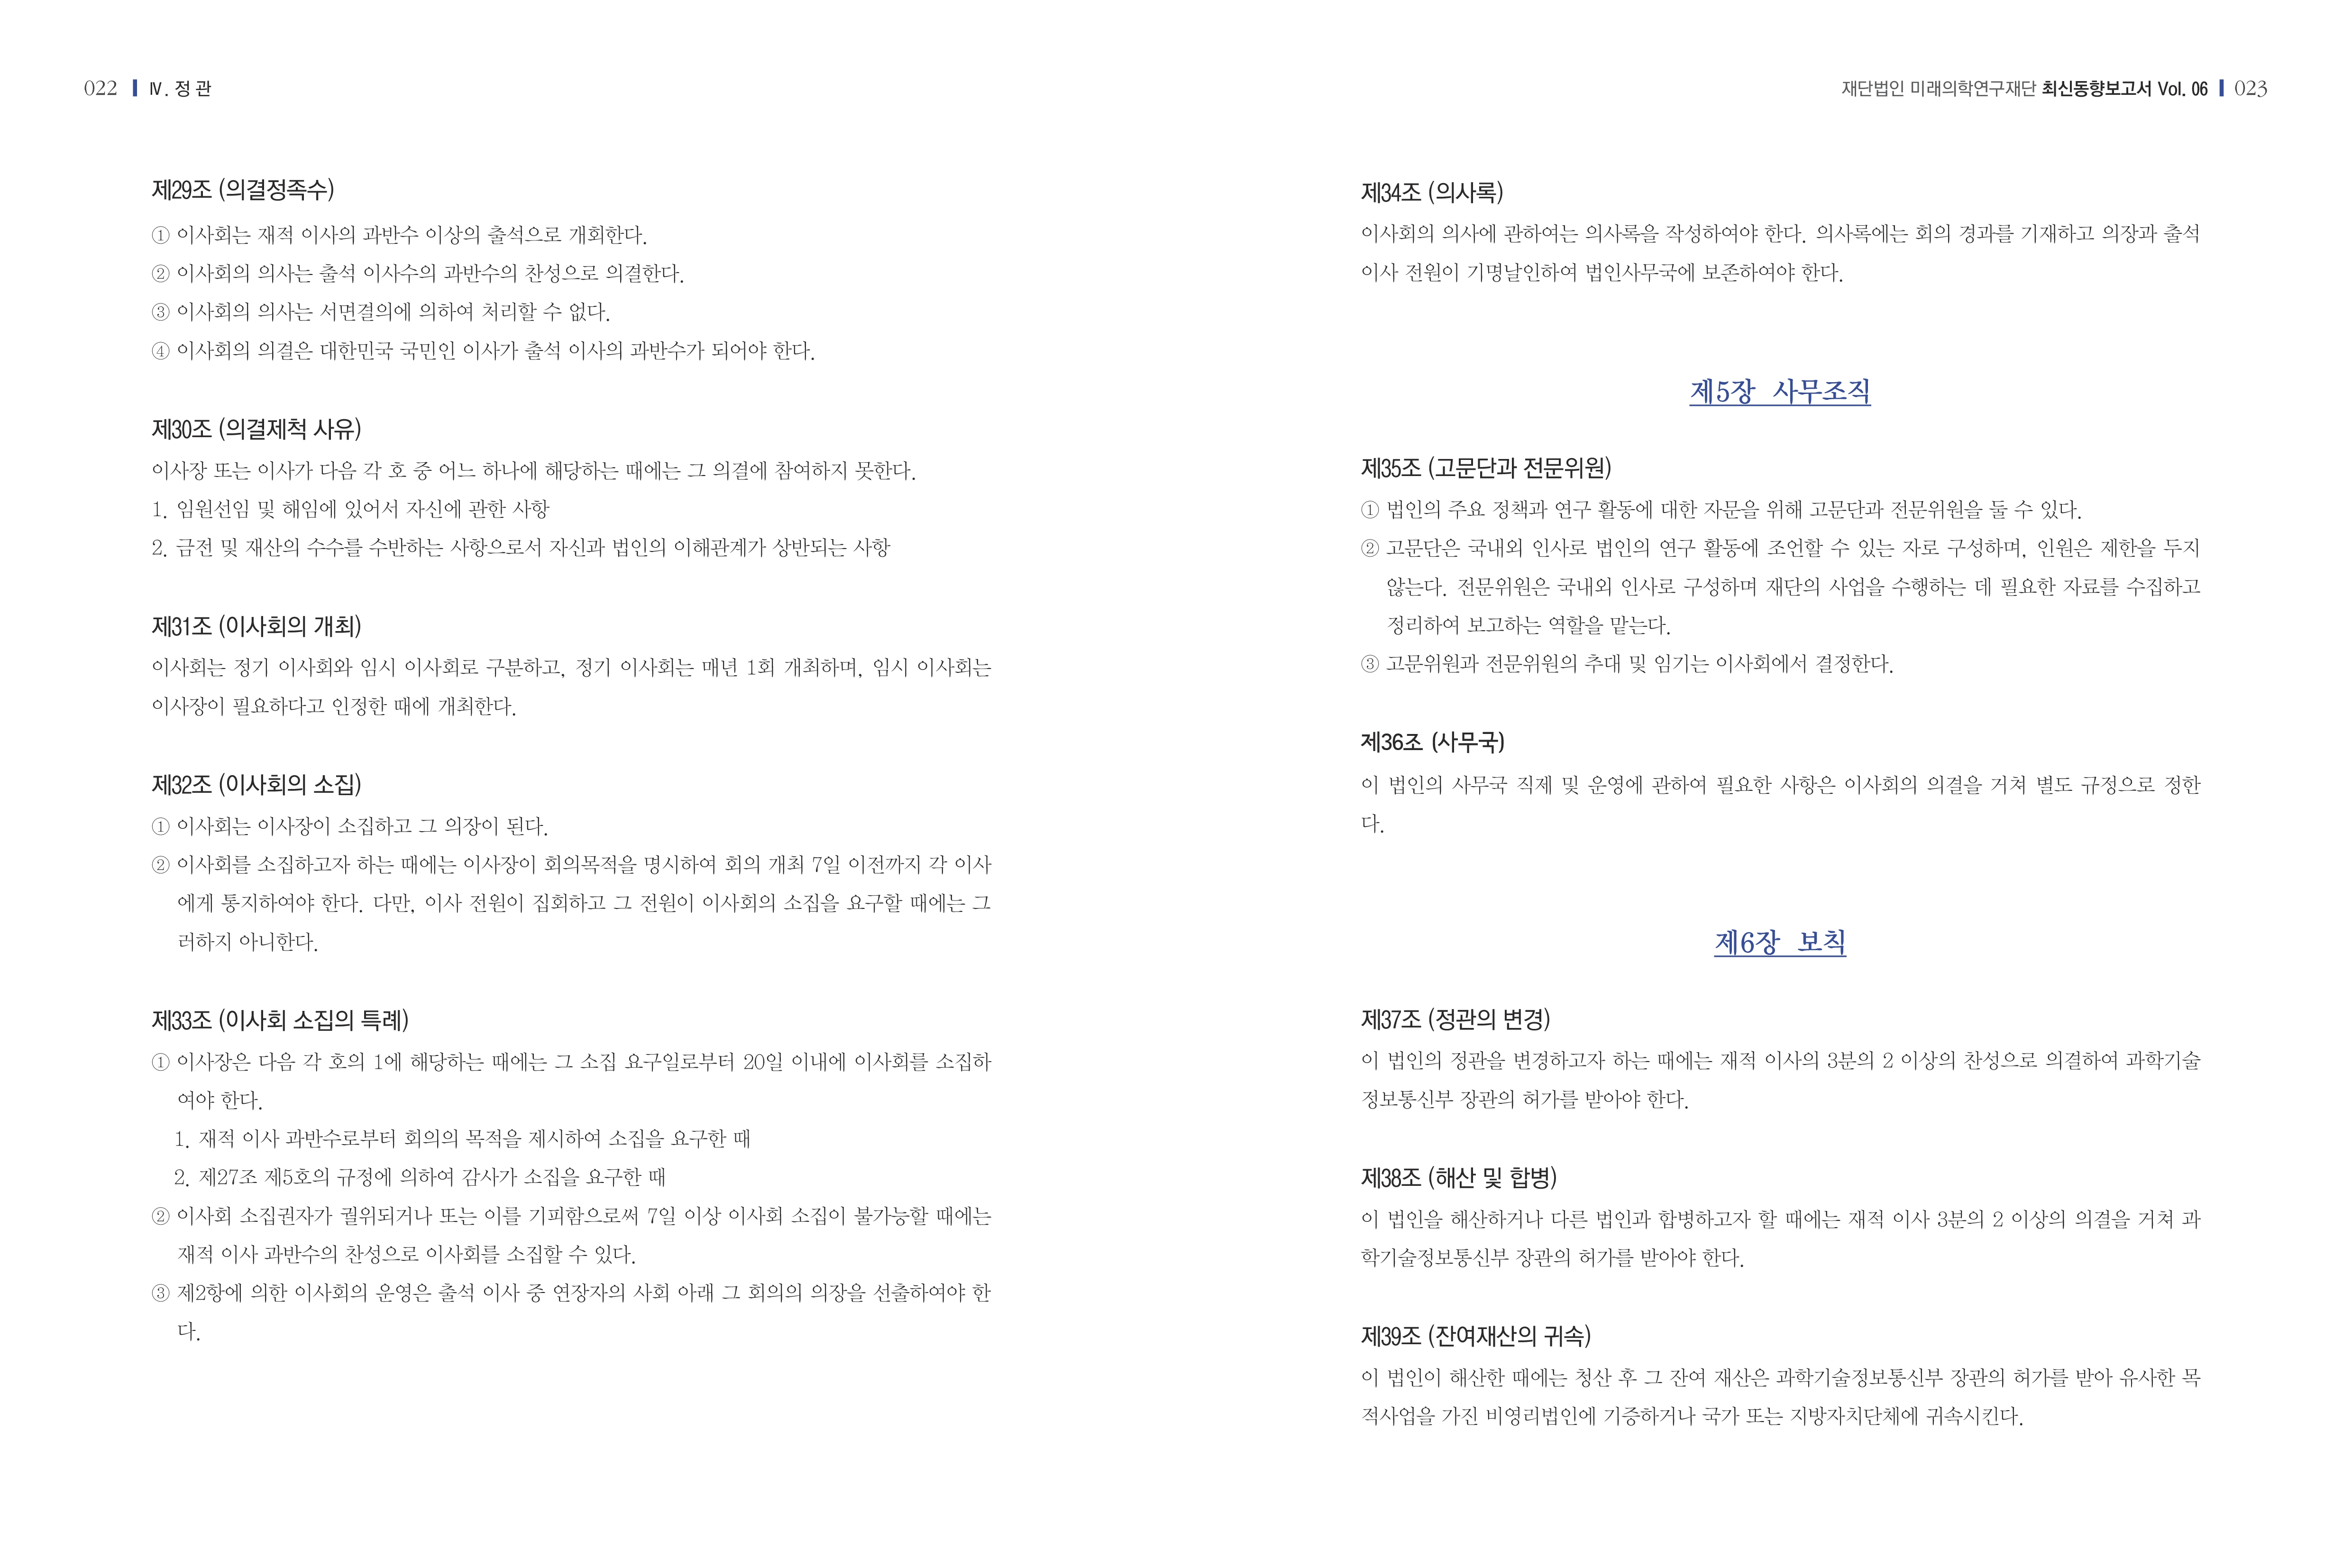 022 Ⅳ. 정 관
제29조 (의결정족수)
① 이사회는 재적 이사의 과반수 이상의 출석으로 개회한다.
② 이사회의 의사는 출석 이사수의 과반수의 찬성으로 의결한다.
③ 이사회의 의사는 서면결의에 의하여 처리할 수 없다.
④ 이사회의 의결은 대한민국 국민인 이사가 출석 이사의 과반수가 되어야 한다.
제30조 (의결제척 사유)
이사장 또는 이사가 다음 각 호 중 어느 하나에 해당하는 때에는 그 의결에 참여하지 못한다.
1. 임원선임 및 해임에 있어서 자신에 관한 사항
2. 금전 및 재산의 수수를 수반하는 사항으로서 자신과 법인의 이해관계가 상반되는 사항
제31조 (이사회의 개최)
이사회는 정기 이사회와 임시 이사회로 구분하고, 정기 이사회는 매년 1회 개최하며, 임시 이사회는
이사장이 필요하다고 인정한 때에 개최한다.
제32조 (이사회의 소집)
① 이사회는 이사장이 소집하고 그 의장이 된다.
② 이사회를 소집하고자 하는 때에는 이사장이 회의목적을 명시하여 회의 개최 7일 이전까지 각 이사
에게 통지하여야 한다. 다만, 이사 전원이 집회하고 그 전원이 이사회의 소집을 요구할 때에는 그
러하지 아니한다.
제33조 (이사회 소집의 특례)
① 이사장은 다음 각 호의 1에 해당하는 때에는 그 소집 요구일로부터 20일 이내에 이사회를 소집하
여야 한다.
1. 재적 이사 과반수로부터 회의의 목적을 제시하여 소집을 요구한 때
2. 제27조 제5호의 규정에 의하여 감사가 소집을 요구한 때
② 이사회 소집권자가 궐위되거나 또는 이를 기피함으로써 7일 이상 이사회 소집이 불가능할 때에는
재적 이사 과반수의 찬성으로 이사회를 소집할 수 있다.
③ 제2항에 의한 이사회의 운영은 출석 이사 중 연장자의 사회 아래 그 회의의 의장을 선출하여야 한
다.
재단법인 미래의학연구재단 최신동향보고서 Vol. 06 023
제34조 (의사록)
이사회의 의사에 관하여는 의사록을 작성하여야 한다. 의사록에는 회의 경과를 기재하고 의장과 출석
이사 전원이 기명날인하여 법인사무국에 보존하여야 한다.
제5장 사무조직
제35조 (고문단과 전문위원)
① 법인의 주요 정책과 연구 활동에 대한 자문을 위해 고문단과 전문위원을 둘 수 있다.
② 고문단은 국내외 인사로 법인의 연구 활동에 조언할 수 있는 자로 구성하며, 인원은 제한을 두지
않는다. 전문위원은 국내외 인사로 구성하며 재단의 사업을 수행하는 데 필요한 자료를 수집하고
정리하여 보고하는 역할을 맡는다.
③ 고문위원과 전문위원의 추대 및 임기는 이사회에서 결정한다.
제36조 (사무국)
이 법인의 사무국 직제 및 운영에 관하여 필요한 사항은 이사회의 의결을 거쳐 별도 규정으로 정한
다.
제6장 보칙
제37조 (정관의 변경)
이 법인의 정관을 변경하고자 하는 때에는 재적 이사의 3분의 2 이상의 찬성으로 의결하여 과학기술
정보통신부 장관의 허가를 받아야 한다.
제38조 (해산 및 합병)
이 법인을 해산하거나 다른 법인과 합병하고자 할 때에는 재적 이사 3분의 2 이상의 의결을 거쳐 과
학기술정보통신부 장관의 허가를 받아야 한다.
제39조 (잔여재산의 귀속)
이 법인이 해산한 때에는 청산 후 그 잔여 재산은 과학기술정보통신부 장관의 허가를 받아 유사한 목
적사업을 가진 비영리법인에 기증하거나 국가 또는 지방자치단체에 귀속시킨다.